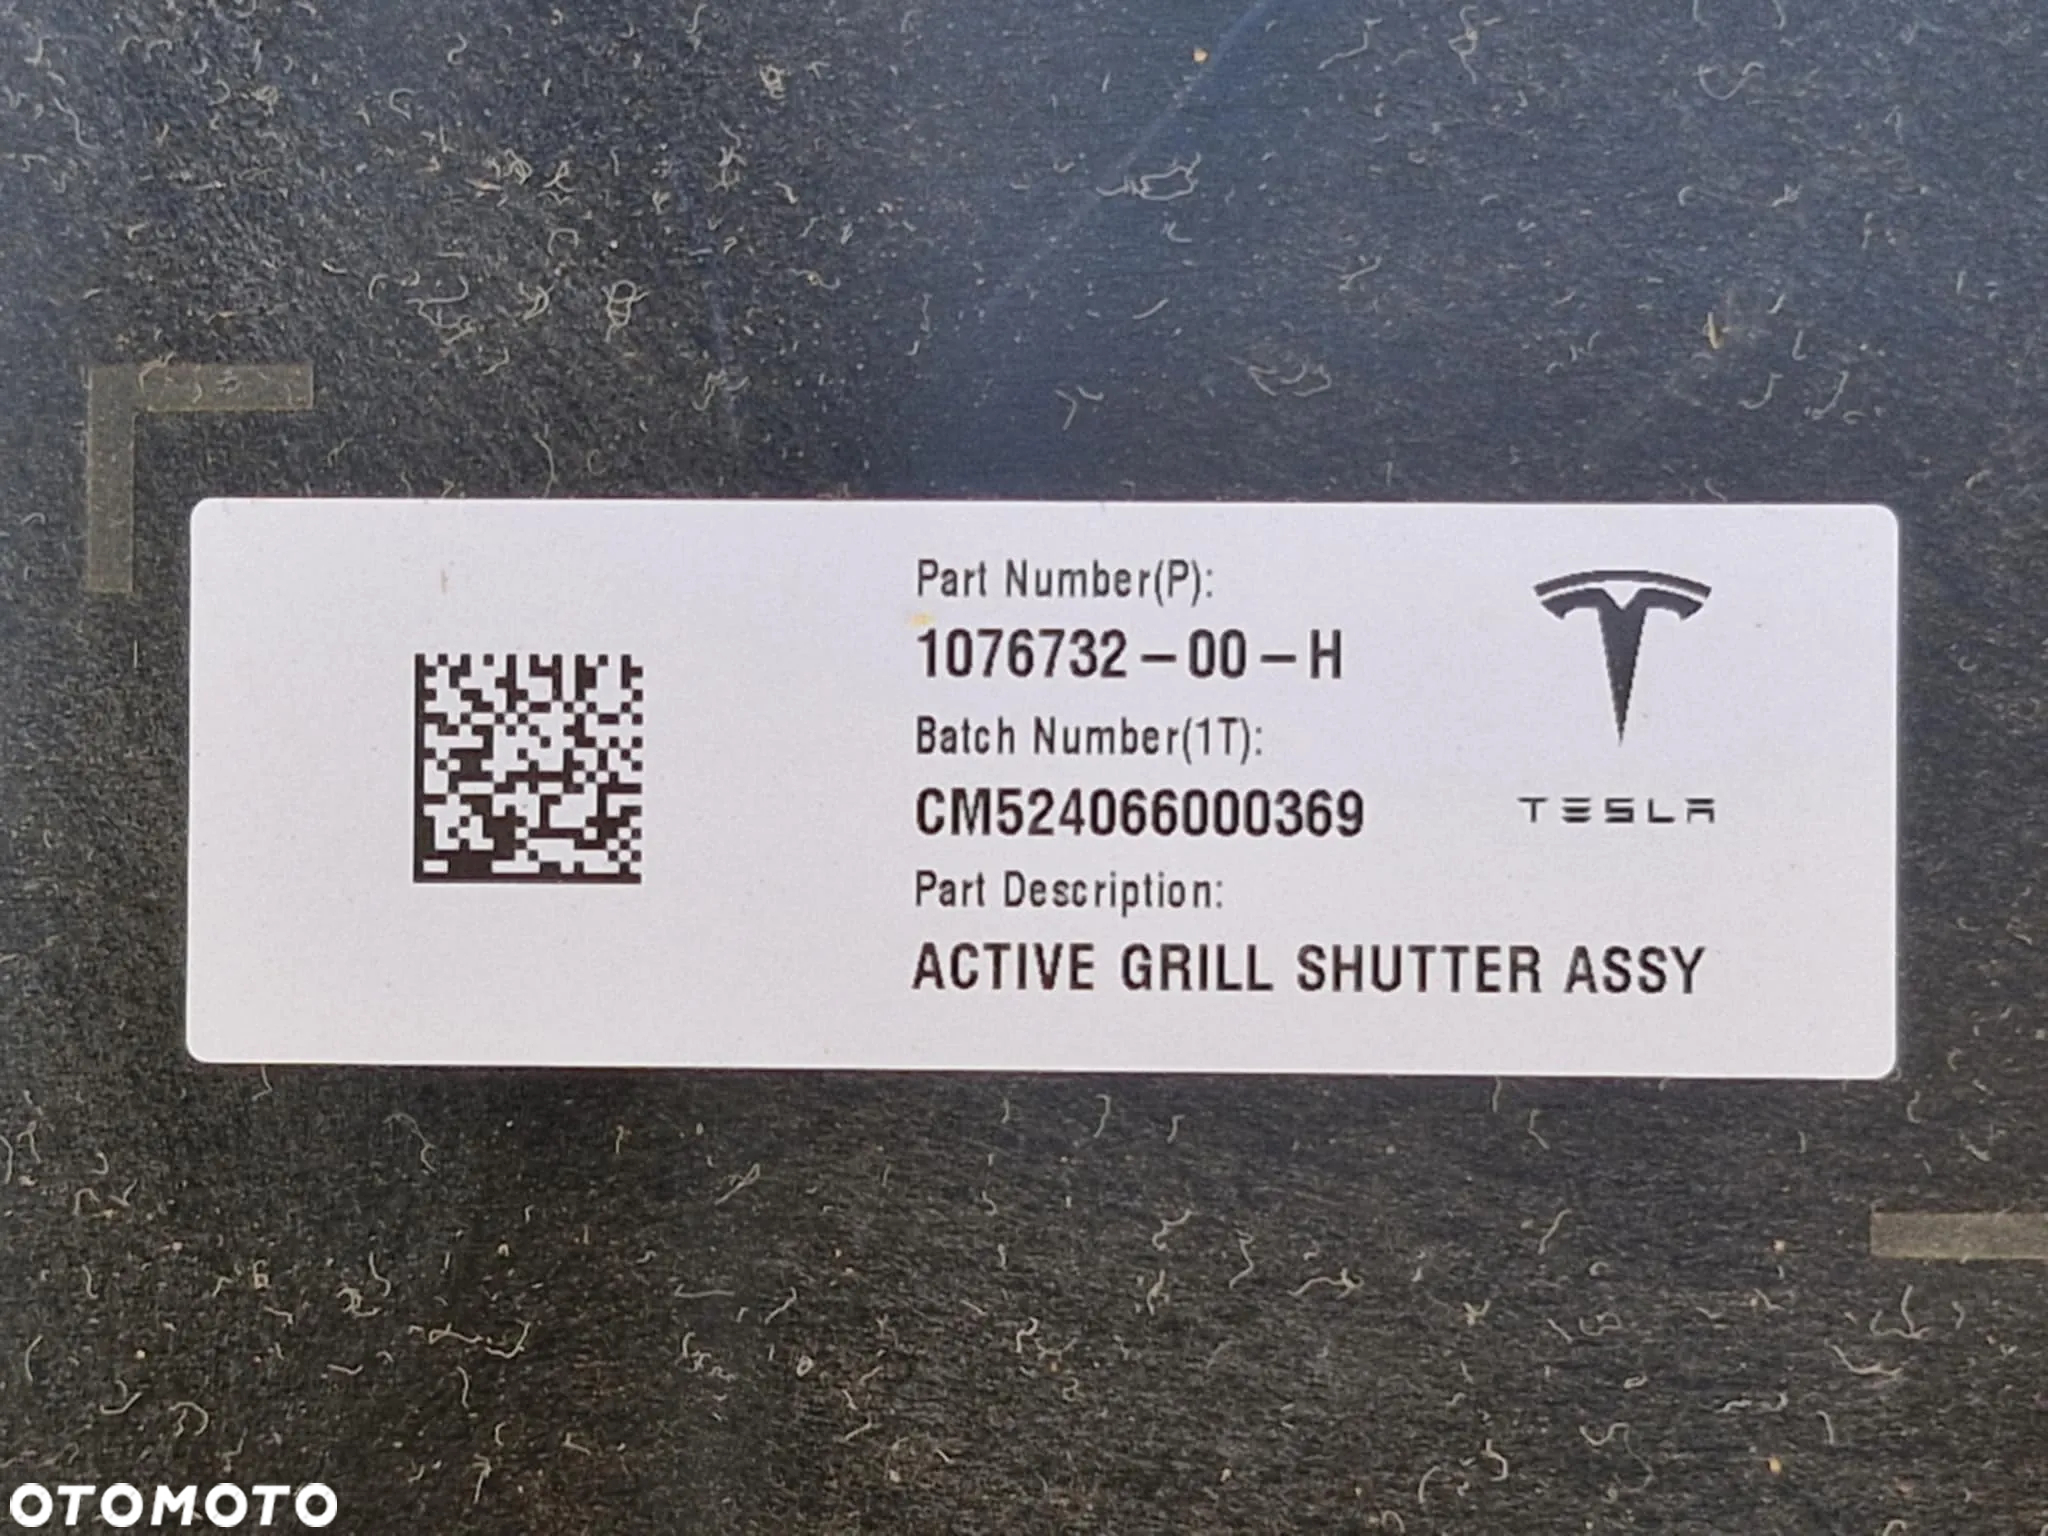 Part Number(P):
1076732-00-H
Batch Number(1T):
CM524066000369
Part Description:
ACTIVE GRILL SHUTTER ASSY
TESLA
OTOMOTO